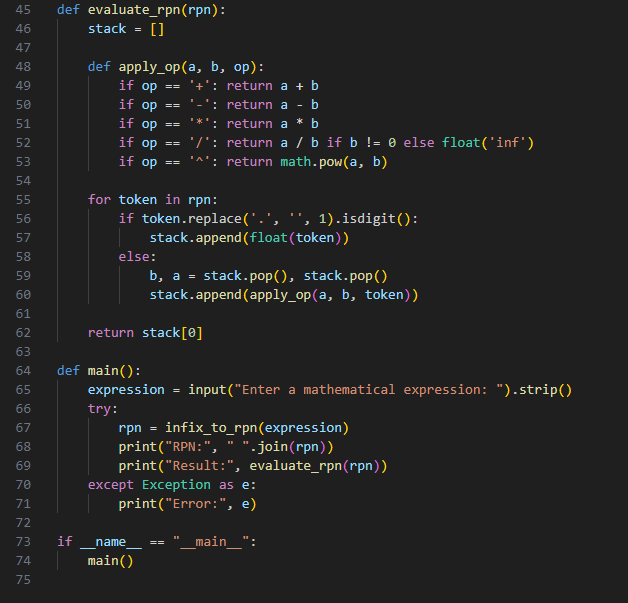 45 def evaluate_rpn(rpn):
46     stack = []
47
48     def apply_op(a, b, op):
49         if op == '+': return a + b
50         if op == '-': return a - b
51         if op == '*': return a * b
52         if op == '/': return a / b if b != 0 else float('inf')
53         if op == '^': return math.pow(a, b)
54
55     for token in rpn:
56         if token.replace('.', '', 1).isdigit():
57             stack.append(float(token))
58         else:
59             b, a = stack.pop(), stack.pop()
60             stack.append(apply_op(a, b, token))
61
62     return stack[0]
63
64 def main():
65     expression = input("Enter a mathematical expression: ").strip()
66     try:
67         rpn = infix_to_rpn(expression)
68         print("RPN:", " ".join(rpn))
69         print("Result:", evaluate_rpn(rpn))
70     except Exception as e:
71         print("Error:", e)
72
73 if __name__ == "__main__":
74     main()
75